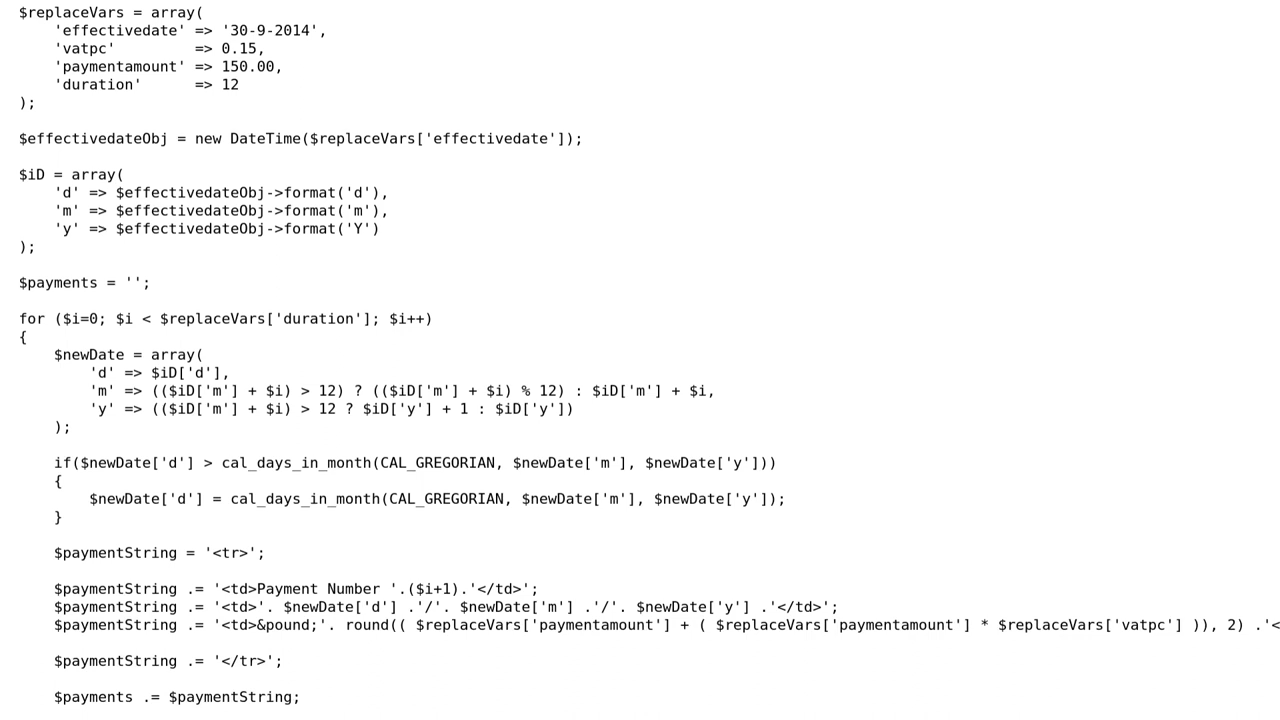 $replaceVars = array(
    'effectivedate' => '30-9-2014',
    'vatpc'         => 0.15,
    'paymentamount' => 150.00,
    'duration'      => 12
);
$effectivedateObj = new DateTime($replaceVars['effectivedate']);
$iD = array(
    'd' => $effectivedateObj->format('d'),
    'm' => $effectivedateObj->format('m'),
    'y' => $effectivedateObj->format('Y')
);
$payments = '';
for ($i=0; $i < $replaceVars['duration']; $i++)
{
    $newDate = array(
        'd' => $iD['d'],
        'm' => (($iD['m'] + $i) > 12) ? (($iD['m'] + $i) % 12) : $iD['m'] + $i,
        'y' => (($iD['m'] + $i) > 12 ? $iD['y'] + 1 : $iD['y'])
    );
    if($newDate['d'] > cal_days_in_month(CAL_GREGORIAN, $newDate['m'], $newDate['y']))
    {
        $newDate['d'] = cal_days_in_month(CAL_GREGORIAN, $newDate['m'], $newDate['y']);
    }
    $paymentString = '<tr>';
    $paymentString .= '<td>Payment Number '.($i+1).'</td>';
    $paymentString .= '<td>'. $newDate['d'] .'/'. $newDate['m'] .'/'. $newDate['y'] .'</td>';
    $paymentString .= '<td>&pound;'. round(( $replaceVars['paymentamount'] + ( $replaceVars['paymentamount'] * $replaceVars['vatpc'] )), 2) .'<
    $paymentString .= '</tr>';
    $payments .= $paymentString;